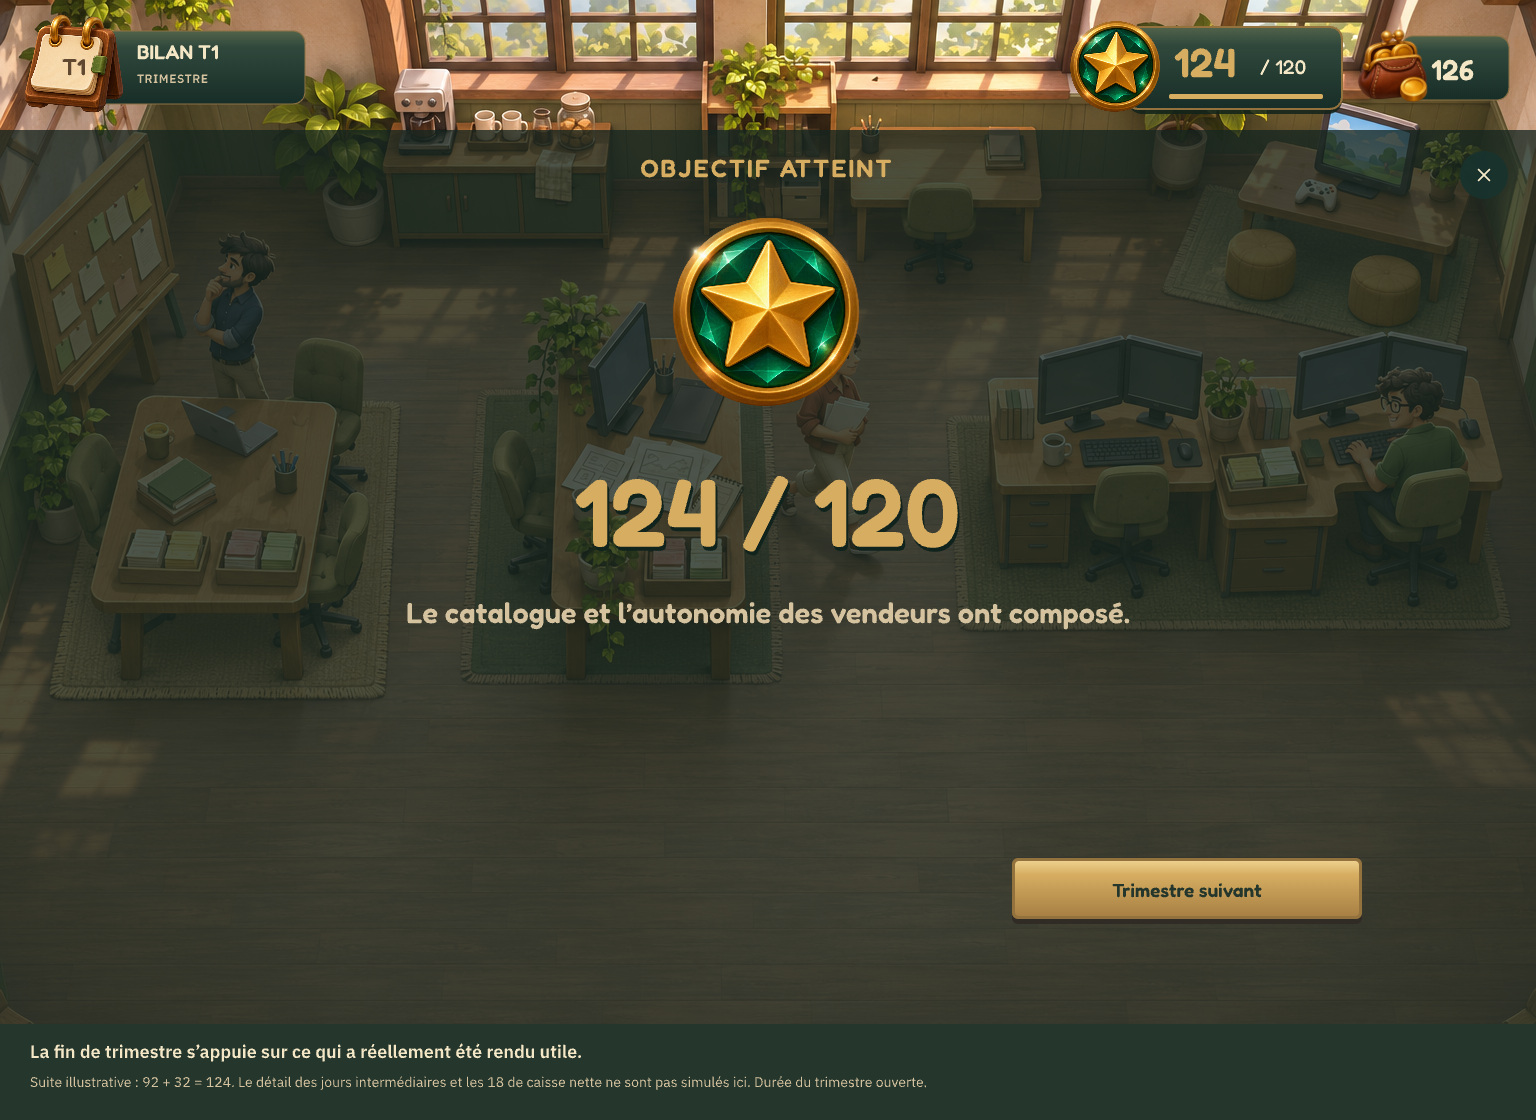 T1
BILAN T1
TRIMESTRE
124 / 120
126
OBJECTIF ATTEINT
124 / 120
Le catalogue et l’autonomie des vendeurs ont composé.
Trimestre suivant
La fin de trimestre s’appuie sur ce qui a réellement été rendu utile.
Suite illustrative : 92 + 32 = 124. Le détail des jours intermédiaires et les 18 de caisse nette ne sont pas simulés ici. Durée du trimestre ouverte.